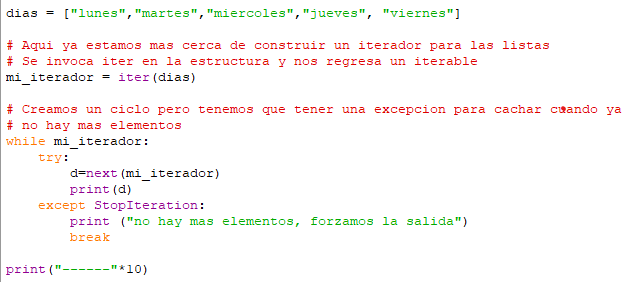 dias = ["lunes","martes","miercoles","jueves", "viernes"]
# Aqui ya estamos mas cerca de construir un iterador para las listas
# Se invoca iter en la estructura y nos regresa un iterable
mi_iterador = iter(dias)
# Creamos un ciclo pero tenemos que tener una excepcion para cachar cuando ya
# no hay mas elementos
while mi_iterador:
    try:
        d=next(mi_iterador)
        print(d)
    except StopIteration:
        print ("no hay mas elementos, forzamos la salida")
        break
print("------"*10)